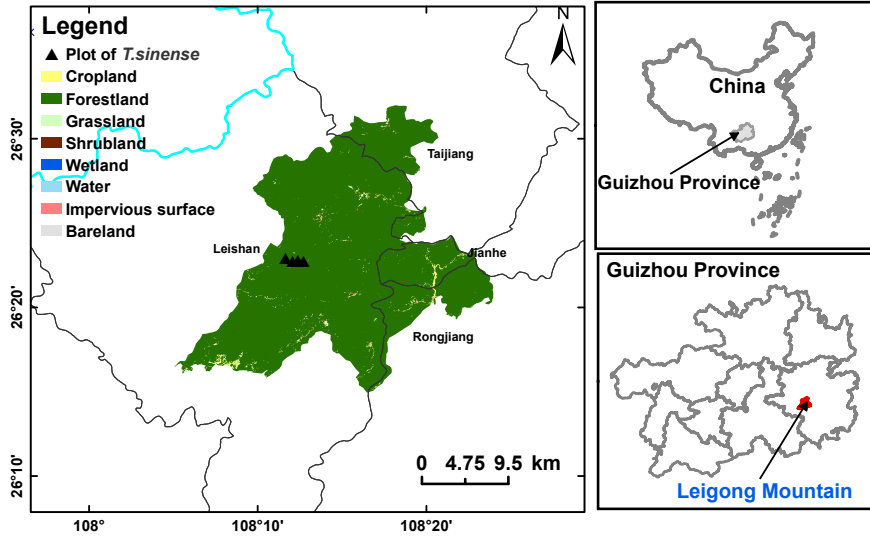 Legend
Plot of T.sinense
Cropland
Forestland
Grassland
Shrubland
Wetland
Water
Impervious surface
Bareland
N
Taijiang
Leishan
Jianhe
Rongjiang
0 4.75 9.5 km
26°30'
26°20'
26°10'
108° 108°10' 108°20'
China
Guizhou Province
Guizhou Province
Leigong Mountain